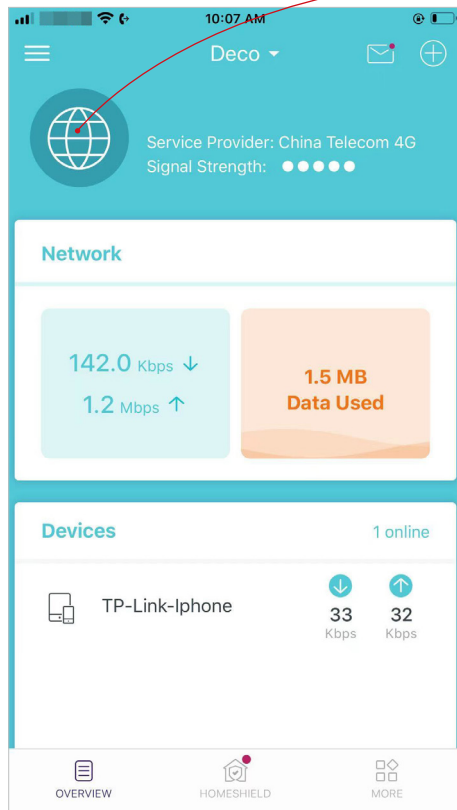 10:07 AM
Deco
Service Provider: China Telecom 4G
Signal Strength:
Network
142.0 Kbps ↓
1.2 Mbps ↑
1.5 MB
Data Used
Devices
1 online
TP-Link-Iphone
33
Kbps
32
Kbps
OVERVIEW
HOMESHIELD
MORE